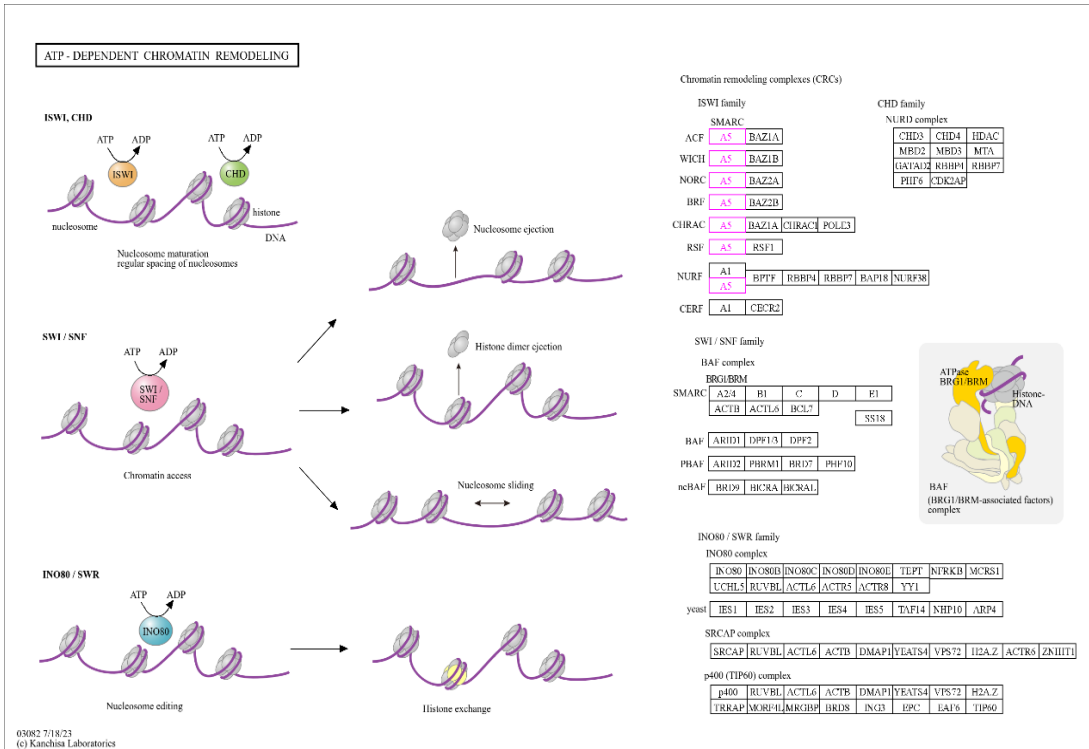 ATP - DEPENDENT CHROMATIN REMODELING
ISWI, CHD
ATP ADP ATP ADP
ISWI CHD
nucleosome
histone
DNA
Nucleosome maturation
regular spacing of nucleosomes
Nucleosome ejection
SWI / SNF
ATP ADP
SWI /
SNF
Chromatin access
Histone dimer ejection
Nucleosome sliding
INO80 / SWR
ATP ADP
INO80
Nucleosome editing
Histone exchange
03082 7/18/23
(c) Kanehisa Laboratories
Chromatin remodeling complexes (CRCs)
ISWI family
SMARC
ACF A5 BAZ1A
WICH A5 BAZ1B
NORC A5 BAZ2A
BRF A5 BAZ2B
CHRAC A5 BAZ1A CHRAC1 POLE3
RSF A5 RSF1
NURF A1 A5 BPTF RBBP4 RBBP7 BAP18 NURF38
CERF A1 CECR2
CHD family
NURD complex
CHD3 CHD4 HDAC
MBD2 MBD3 MTA
GATAD2 RBBP4 RBBP7
PHF6 CDK2AP
SWI / SNF family
BAF complex
BRG1/BRM
SMARC A2/4 B1 C D E1
ACTB ACTL6 BCL7 SS18
BAF ARID1 DPF1/3 DPF2
PBAF ARID2 PBRM1 BRD7 PHF10
ncBAF BRD9 BICRA BICRAL
ATPase
BRG1/BRM
Histone-
DNA
BAF
(BRG1/BRM-associated factors)
complex
INO80 / SWR family
INO80 complex
INO80 INO80B INO80C INO80D INO80E TFPT NFRKB MCRS1
UCHL5 RUVBL ACTL6 ACTR5 ACTR8 YY1
yeast IES1 IES2 IES3 IES4 IES5 TAF14 NHP10 ARP4
SRCAP complex
SRCAP RUVBL ACTL6 ACTB DMAP1 YEATS4 VPS72 H2A.Z ACTR6 ZNHIT1
p400 (TIP60) complex
p400 RUVBL ACTL6 ACTB DMAP1 YEATS4 VPS72 H2A.Z
TRRAP MORF4L MRGBP BRD8 ING3 EPC EAF6 TIP60